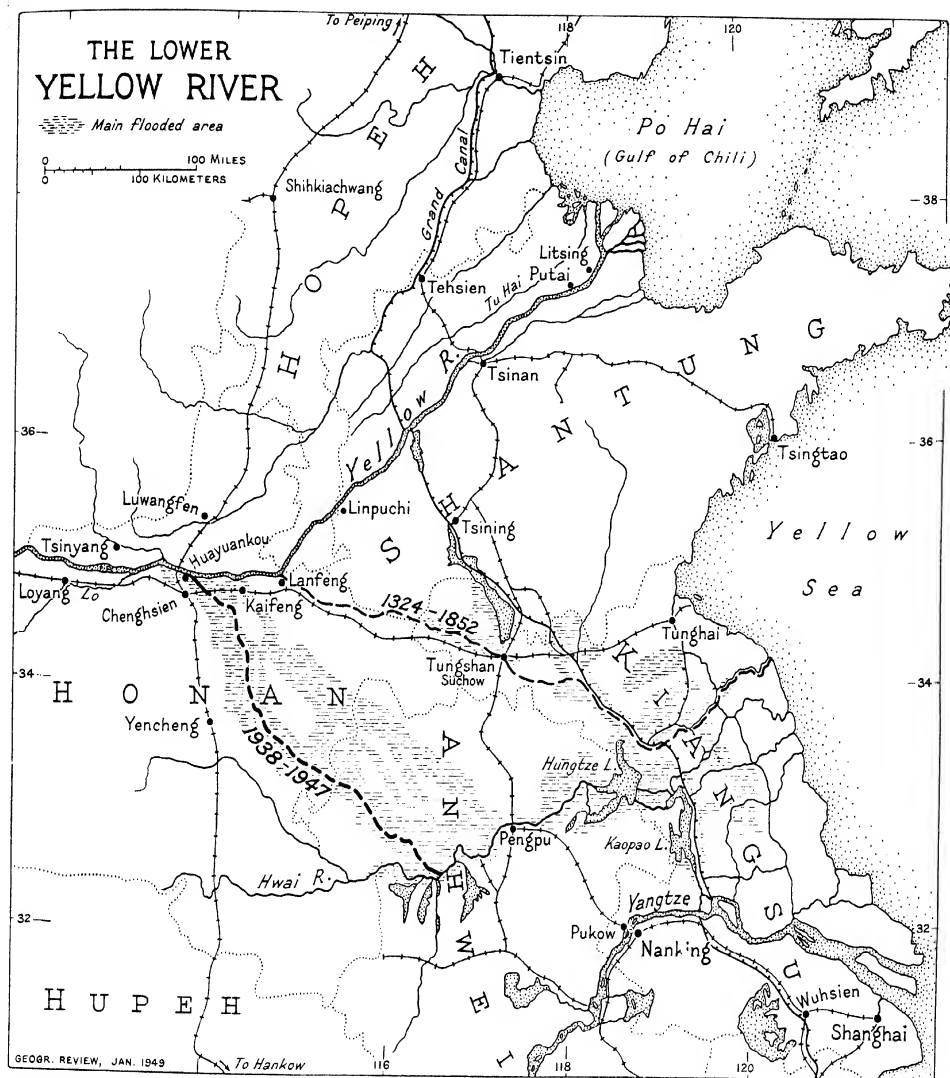 THE LOWER
YELLOW RIVER
Main flooded area
0 100 MILES
0 100 KILOMETERS
To Peiping
118
120
Tientsin
Po Hai
(Gulf of Chili)
HOPEH
Grand Canal
Shihkiachwang
38
Litsing
Putai
Tu Hai
Tehsien
Yellow R.
Tsinan
SHANTUNG
36
36
Tsingtao
Luwangfen
Linpuchi
Tsining
Yellow
Sea
Tsinyang
Huayuankou
Lanfeng
Loyang
Lo
Chenghsien
Kaifeng
1324-1852
Tunghai
Tungshan
Suchow
KIANGSU
34
34
HONAN
Yencheng
1938-1947
ANHWEI
Hungtze L.
Pengpu
Kaopao L.
Hwai R.
Yangtze
32
32
Pukow
Nanking
HUPEH
Wuhsien
Shanghai
GEOGR. REVIEW, JAN. 1949
To Hankow
116
118
120